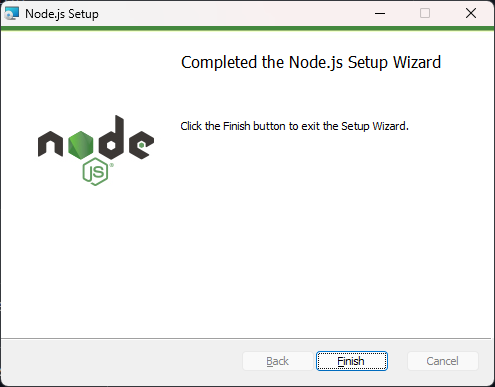 Node.js Setup
Completed the Node.js Setup Wizard
Click the Finish button to exit the Setup Wizard.
node
JS
®
Back
Finish
Cancel